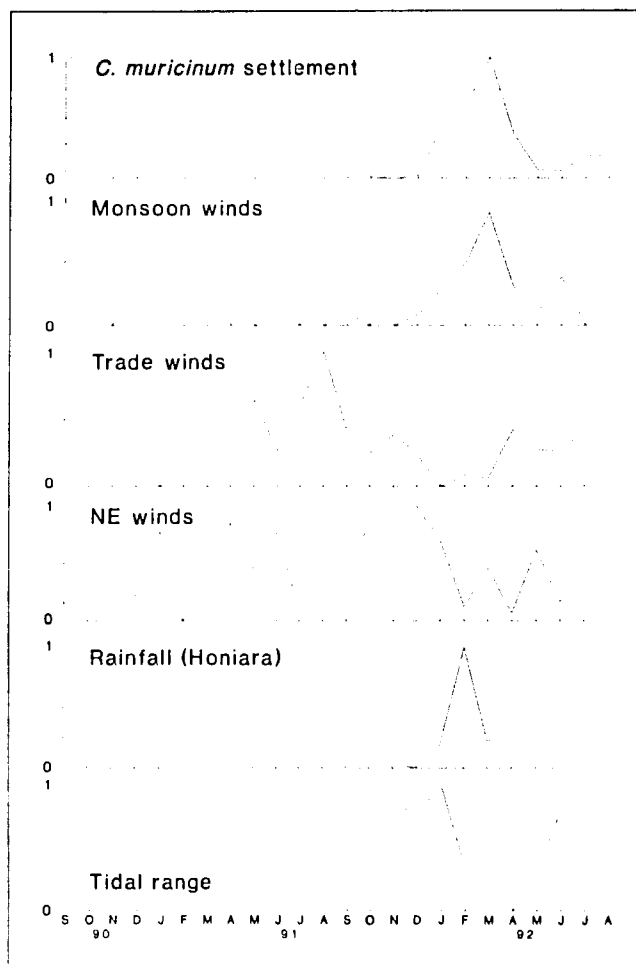 1
C. muricinum settlement
0
1
Monsoon winds
0
1
Trade winds
0
1
NE winds
0
1
Rainfall (Honiara)
0
1
Tidal range
0
S O N D J F M A M J J A S O N D J F M A M J J A
90 91 92